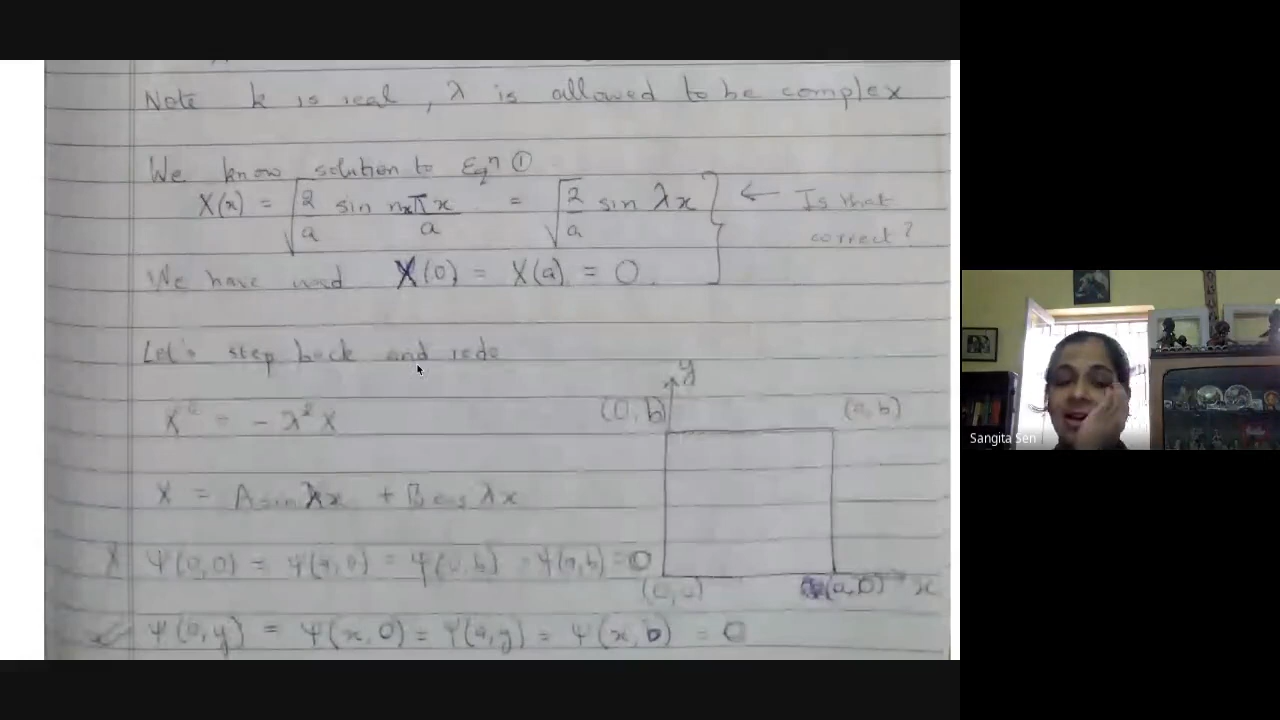 Note k is real, λ is allowed to be complex
We know solution to Eqⁿ ①
X(x) = √(2/a) sin nₓπx/a = √(2/a) sin λx } ← Is that correct?
We have used X(0) = X(a) = 0.
Let's step back and redo
y
(0, b) (a, b)
X" = -λ² X
X = A sin λx + B cos λx
X ψ(0,0) = ψ(a,0) = ψ(0,b) = ψ(a,b) = 0
(0,0) (a,0) x
✓ ψ(0,y) = ψ(x,0) = ψ(a,y) = ψ(x,b) = 0
Sangita Sen